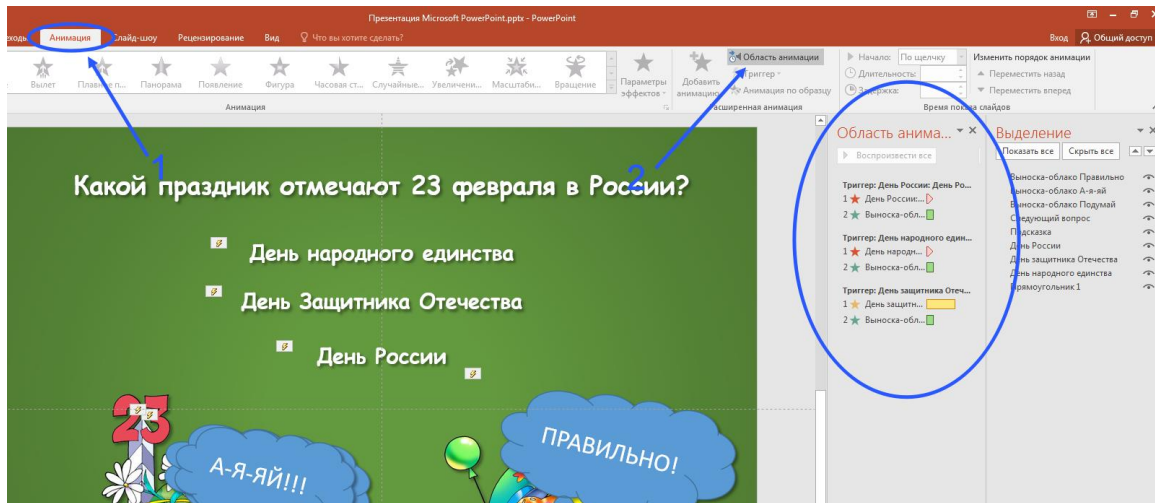 Презентация Microsoft PowerPoint.pptx - PowerPoint
Анимация Слайд-шоу Рецензирование Вид Что вы хотите сделать? Вход Общий доступ
Вылет Плавное п... Панорама Появление Фигура Часовая ст... Случайные... Увеличени... Масштаби... Вращение
Параметры эффектов
Добавить анимацию
Область анимации
Триггер
Анимация по образцу
Начало: По щелчку
Длительность:
Задержка:
Изменить порядок анимации
Переместить назад
Переместить вперед
Анимация Расширенная анимация Время показа слайдов
1
2
Какой праздник отмечают 23 февраля в России?
День народного единства
День Защитника Отечества
День России
23
А-Я-ЯЙ!!!
ПРАВИЛЬНО!
Область анима...
Воспроизвести все
Триггер: День России: День Ро...
1 День России:...
2 Выноска-обл...
Триггер: День народного един...
1 День народн...
2 Выноска-обл...
Триггер: День защитника Отеч...
1 День защитн...
2 Выноска-обл...
Выделение
Показать все Скрыть все
Выноска-облако Правильно
Выноска-облако А-я-яй
Выноска-облако Подумай
Следующий вопрос
Подсказка
День России
День защитника Отечества
День народного единства
Прямоугольник 1